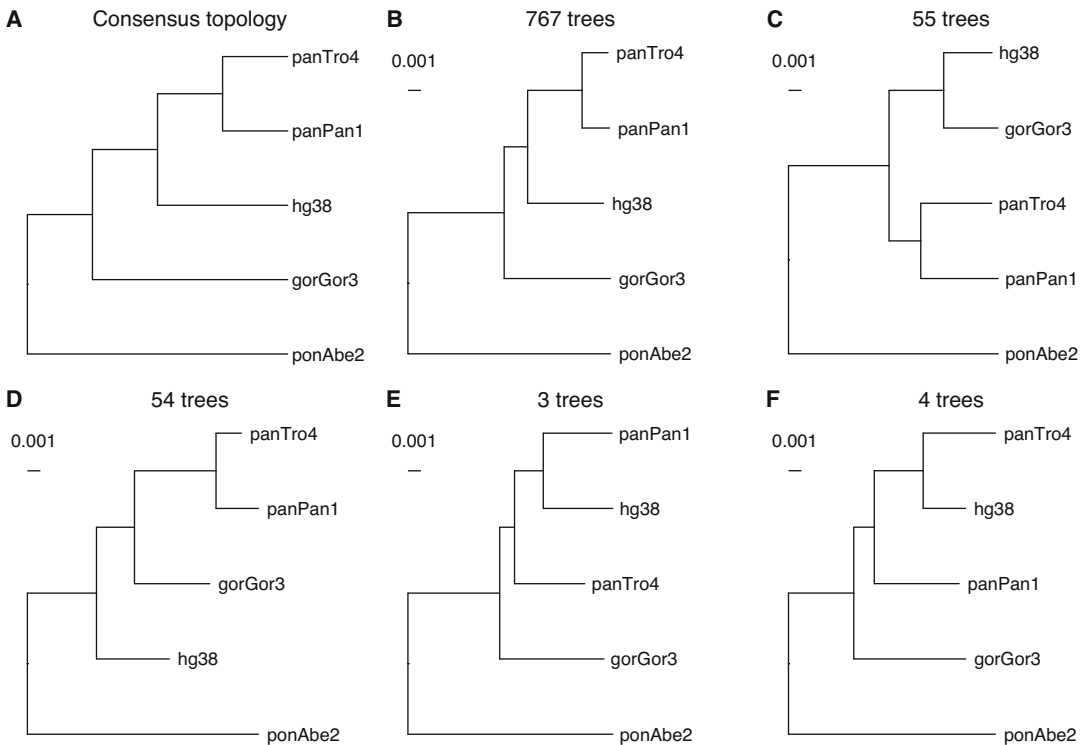 A Consensus topology
panTro4
panPan1
hg38
gorGor3
ponAbe2
B 767 trees
0.001
panTro4
panPan1
hg38
gorGor3
ponAbe2
C 55 trees
0.001
hg38
gorGor3
panTro4
panPan1
ponAbe2
D 54 trees
0.001
panTro4
panPan1
gorGor3
hg38
ponAbe2
E 3 trees
0.001
panPan1
hg38
panTro4
gorGor3
ponAbe2
F 4 trees
0.001
panTro4
hg38
panPan1
gorGor3
ponAbe2